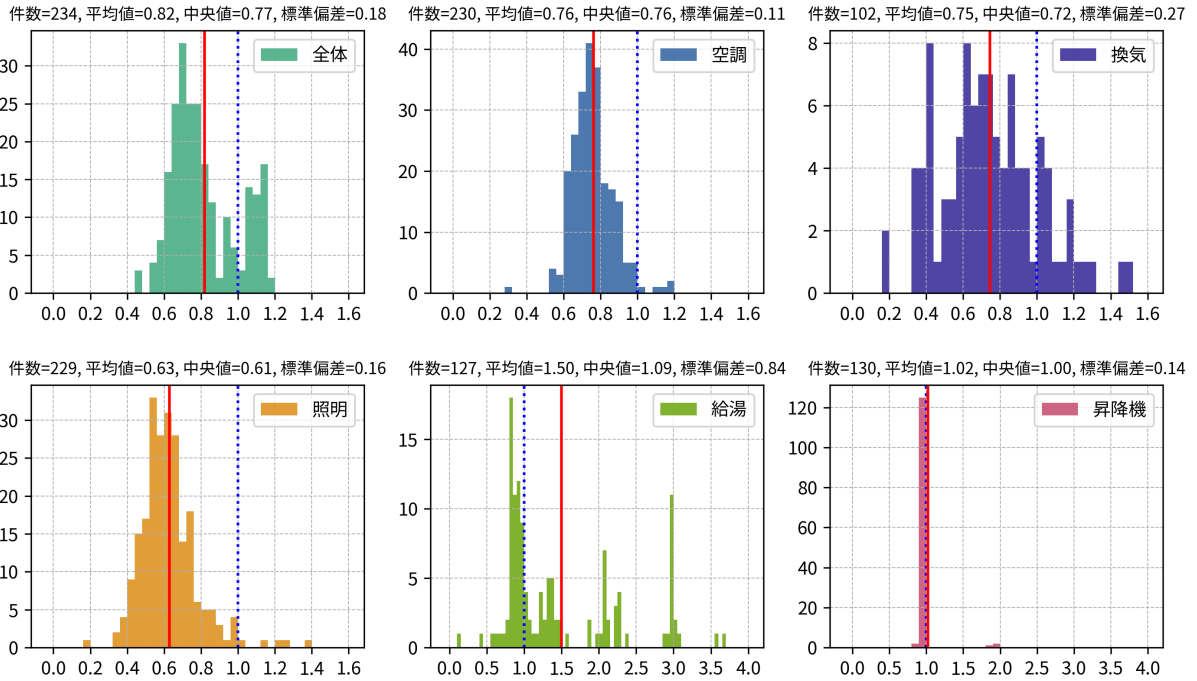 件数=234, 平均値=0.82, 中央値=0.77, 標準偏差=0.18
全体
30
25
20
15
10
5
0
0.0 0.2 0.4 0.6 0.8 1.0 1.2 1.4 1.6
件数=230, 平均値=0.76, 中央値=0.76, 標準偏差=0.11
空調
40
30
20
10
0
0.0 0.2 0.4 0.6 0.8 1.0 1.2 1.4 1.6
件数=102, 平均値=0.75, 中央値=0.72, 標準偏差=0.27
換気
8
6
4
2
0
0.0 0.2 0.4 0.6 0.8 1.0 1.2 1.4 1.6
件数=229, 平均値=0.63, 中央値=0.61, 標準偏差=0.16
照明
30
25
20
15
10
5
0
0.0 0.2 0.4 0.6 0.8 1.0 1.2 1.4 1.6
件数=127, 平均値=1.50, 中央値=1.09, 標準偏差=0.84
給湯
15
10
5
0
0.0 0.5 1.0 1.5 2.0 2.5 3.0 3.5 4.0
件数=130, 平均値=1.02, 中央値=1.00, 標準偏差=0.14
昇降機
120
100
80
60
40
20
0
0.0 0.5 1.0 1.5 2.0 2.5 3.0 3.5 4.0